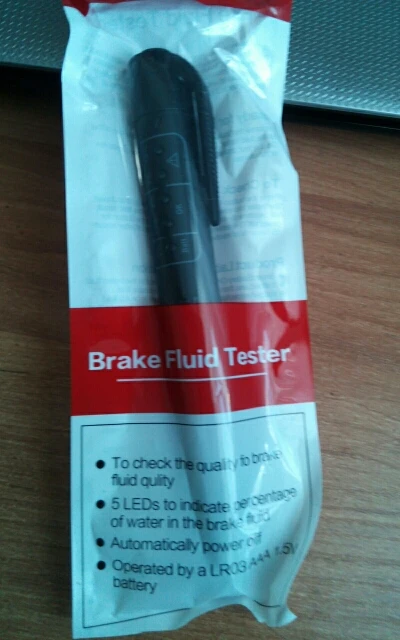 Brake Fluid Tester
• To check the quality fo brake
fluid qulity
• 5 LEDs to indicate percentage
of water in the brake fluid
• Automatically power off
• Operated by a LR03 AAA 1.5V
battery